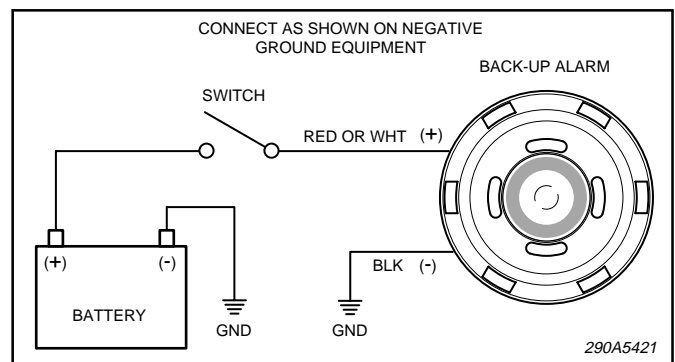 CONNECT AS SHOWN ON NEGATIVE
GROUND EQUIPMENT
BACK-UP ALARM
SWITCH
RED OR WHT (+)
(+) (-)
BLK (-)
BATTERY
GND
GND
290A5421